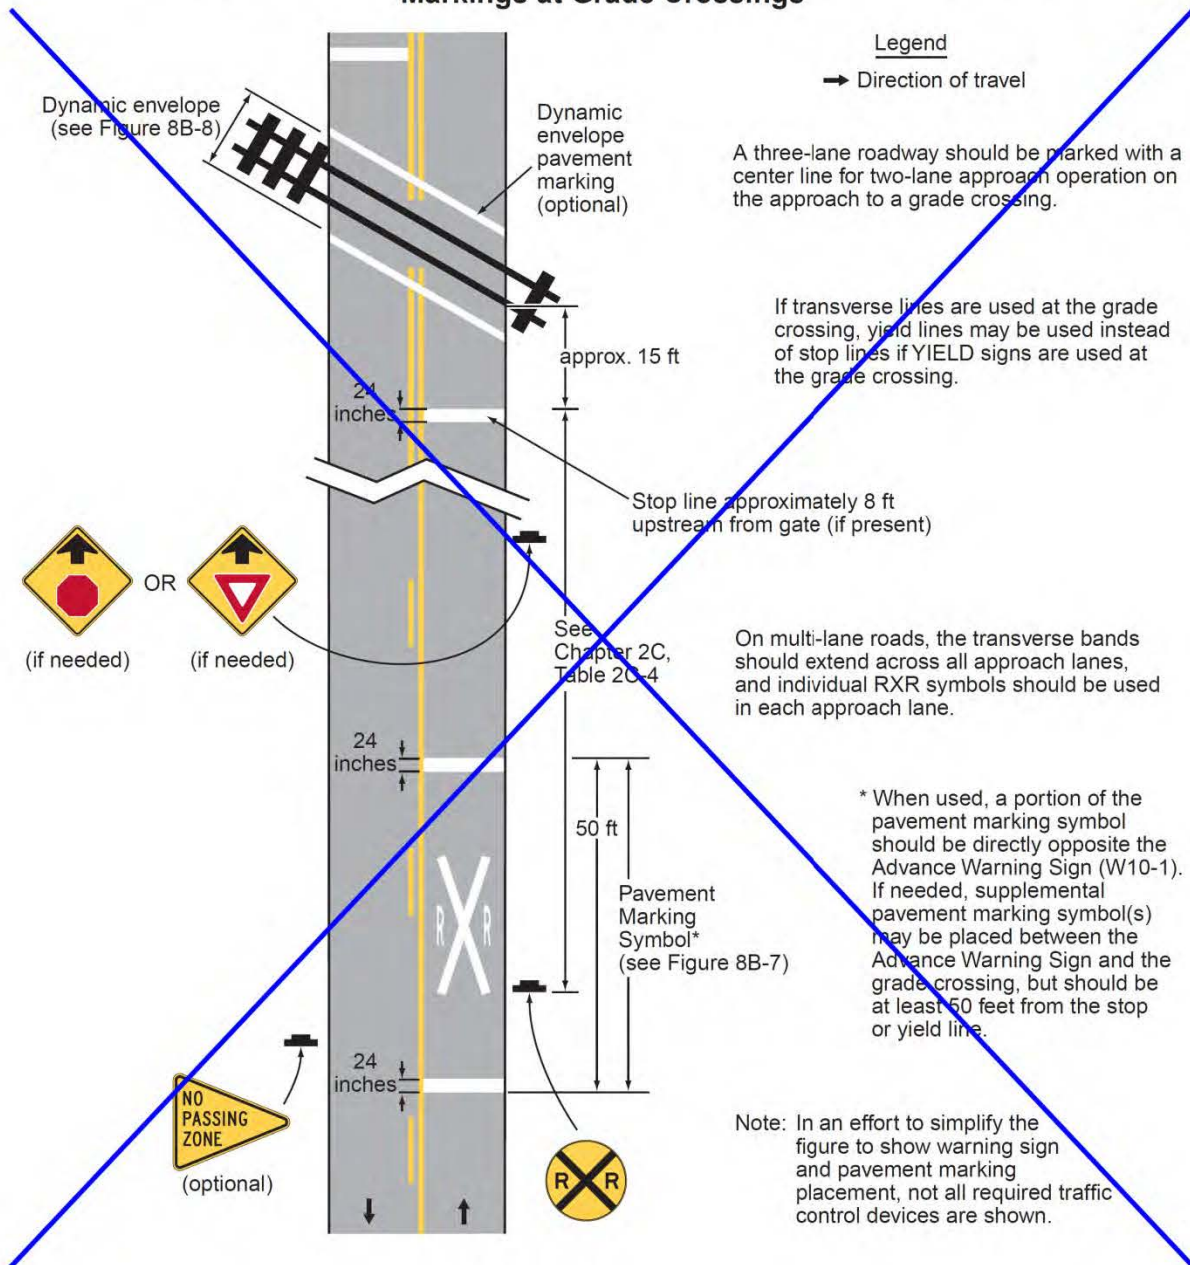 Markings at Grade Crossings
Legend
Direction of travel
Dynamic envelope
(see Figure 8B-8)
Dynamic
envelope
pavement
marking
(optional)
A three-lane roadway should be marked with a
center line for two-lane approach operation on
the approach to a grade crossing.
If transverse lines are used at the grade
crossing, yield lines may be used instead
of stop lines if YIELD signs are used at
the grade crossing.
approx. 15 ft
24
inches
Stop line approximately 8 ft
upstream from gate (if present)
OR
(if needed)
(if needed)
See
Chapter 2C,
Table 2C-4
On multi-lane roads, the transverse bands
should extend across all approach lanes,
and individual RXR symbols should be used
in each approach lane.
24
inches
50 ft
* When used, a portion of the
pavement marking symbol
should be directly opposite the
Advance Warning Sign (W10-1).
If needed, supplemental
pavement marking symbol(s)
may be placed between the
Advance Warning Sign and the
grade crossing, but should be
at least 50 feet from the stop
or yield line.
R R
Pavement
Marking
Symbol*
(see Figure 8B-7)
24
inches
NO
PASSING
ZONE
(optional)
R R
Note: In an effort to simplify the
figure to show warning sign
and pavement marking
placement, not all required traffic
control devices are shown.